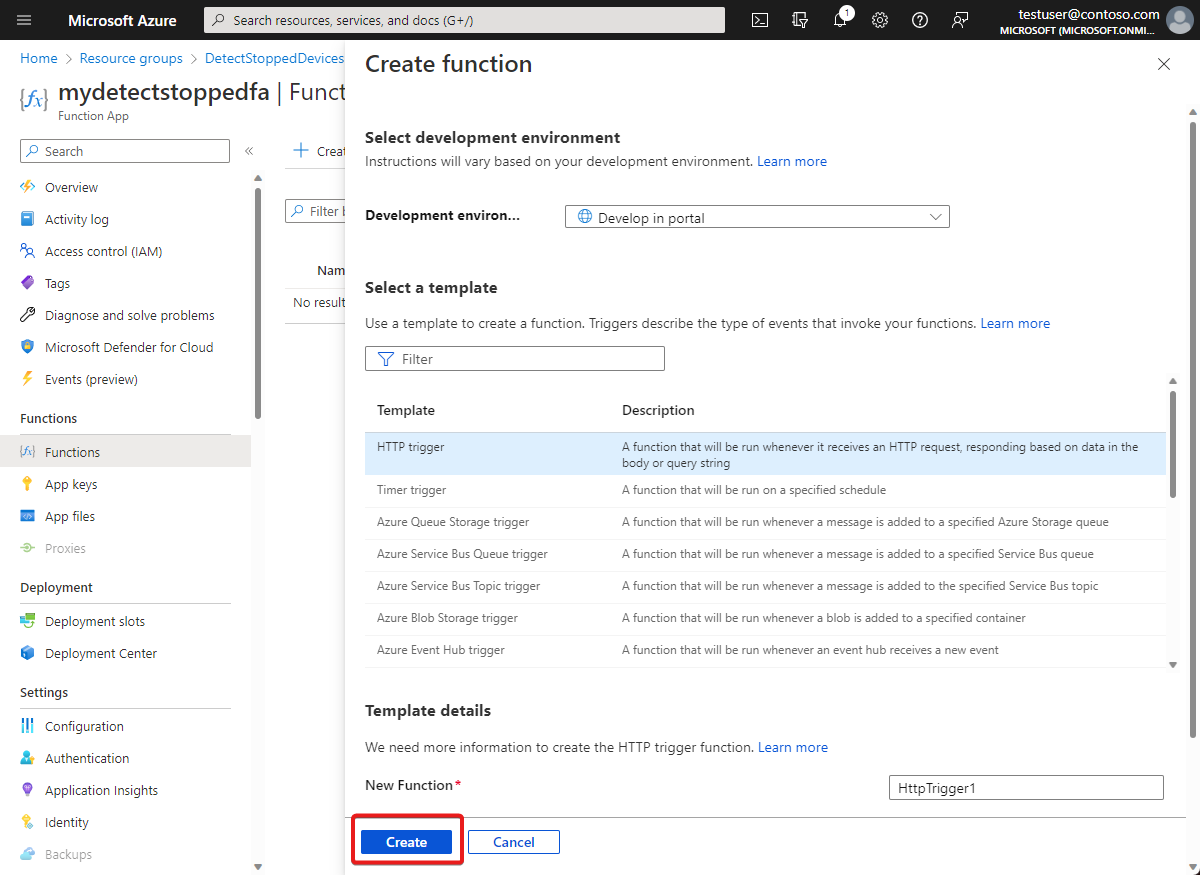 Microsoft Azure
Search resources, services, and docs (G+/)
1
testuser@contoso.com
MICROSOFT (MICROSOFT.ONMI...
Home > Resource groups > DetectStoppedDevices
mydetectstoppedfa | Funct
Function App
Search
«
Overview
Activity log
Access control (IAM)
Tags
Diagnose and solve problems
Microsoft Defender for Cloud
Events (preview)
Functions
Functions
App keys
App files
Proxies
Deployment
Deployment slots
Deployment Center
Settings
Configuration
Authentication
Application Insights
Identity
Backups
+ Creat
Filter b
Nam
No result
Create function
Select development environment
Instructions will vary based on your development environment. Learn more
Development environ... Develop in portal
Select a template
Use a template to create a function. Triggers describe the type of events that invoke your functions. Learn more
Filter
Template Description
HTTP trigger A function that will be run whenever it receives an HTTP request, responding based on data in the
body or query string
Timer trigger A function that will be run on a specified schedule
Azure Queue Storage trigger A function that will be run whenever a message is added to a specified Azure Storage queue
Azure Service Bus Queue trigger A function that will be run whenever a message is added to a specified Service Bus queue
Azure Service Bus Topic trigger A function that will be run whenever a message is added to the specified Service Bus topic
Azure Blob Storage trigger A function that will be run whenever a blob is added to a specified container
Azure Event Hub trigger A function that will be run whenever an event hub receives a new event
Template details
We need more information to create the HTTP trigger function. Learn more
New Function* HttpTrigger1
Create Cancel